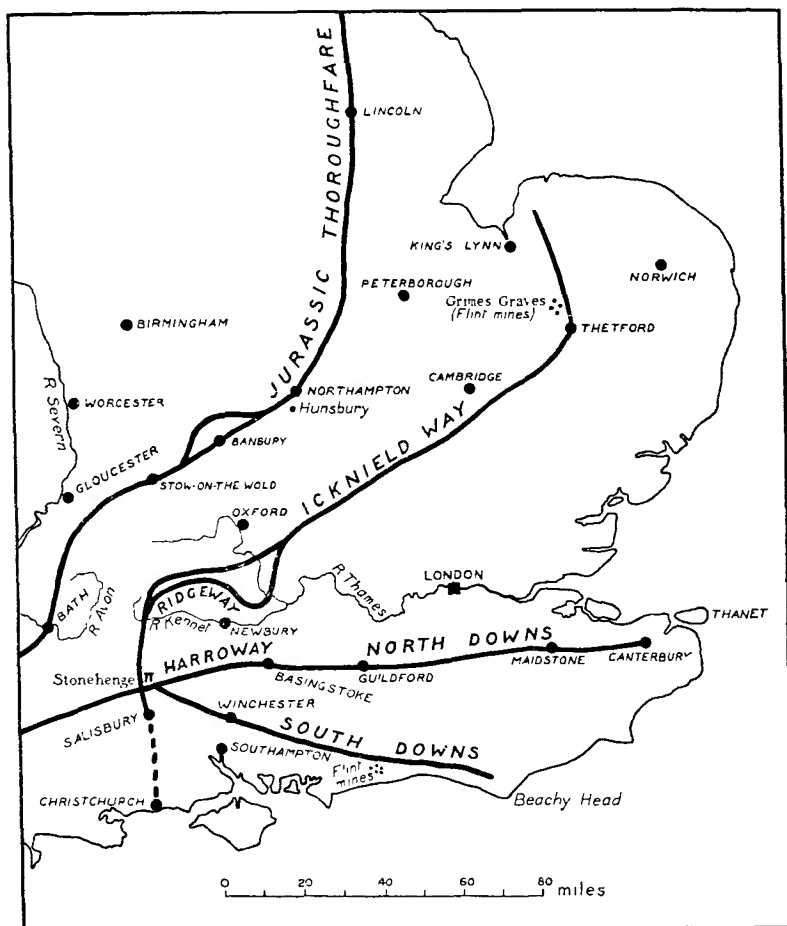 LINCOLN
JURASSIC THOROUGHFARE
KING'S LYNN
NORWICH
PETERBOROUGH
Grimes Graves
(Flint mines)
BIRMINGHAM
THETFORD
R Severn
WORCESTER
NORTHAMPTON
Hunsbury
CAMBRIDGE
BANBURY
ICKNIELD WAY
GLOUCESTER
STOW-ON-THE WOLD
OXFORD
BATH
R Avon
RIDGEWAY
R Kennet
NEWBURY
R Thames
LONDON
THANET
HARROWAY
NORTH DOWNS
Stonehenge
BASINGSTOKE
GUILDFORD
MAIDSTONE
CANTERBURY
SALISBURY
WINCHESTER
SOUTH DOWNS
SOUTHAMPTON
Flint
mines
CHRISTCHURCH
Beachy Head
0 20 40 60 80 miles